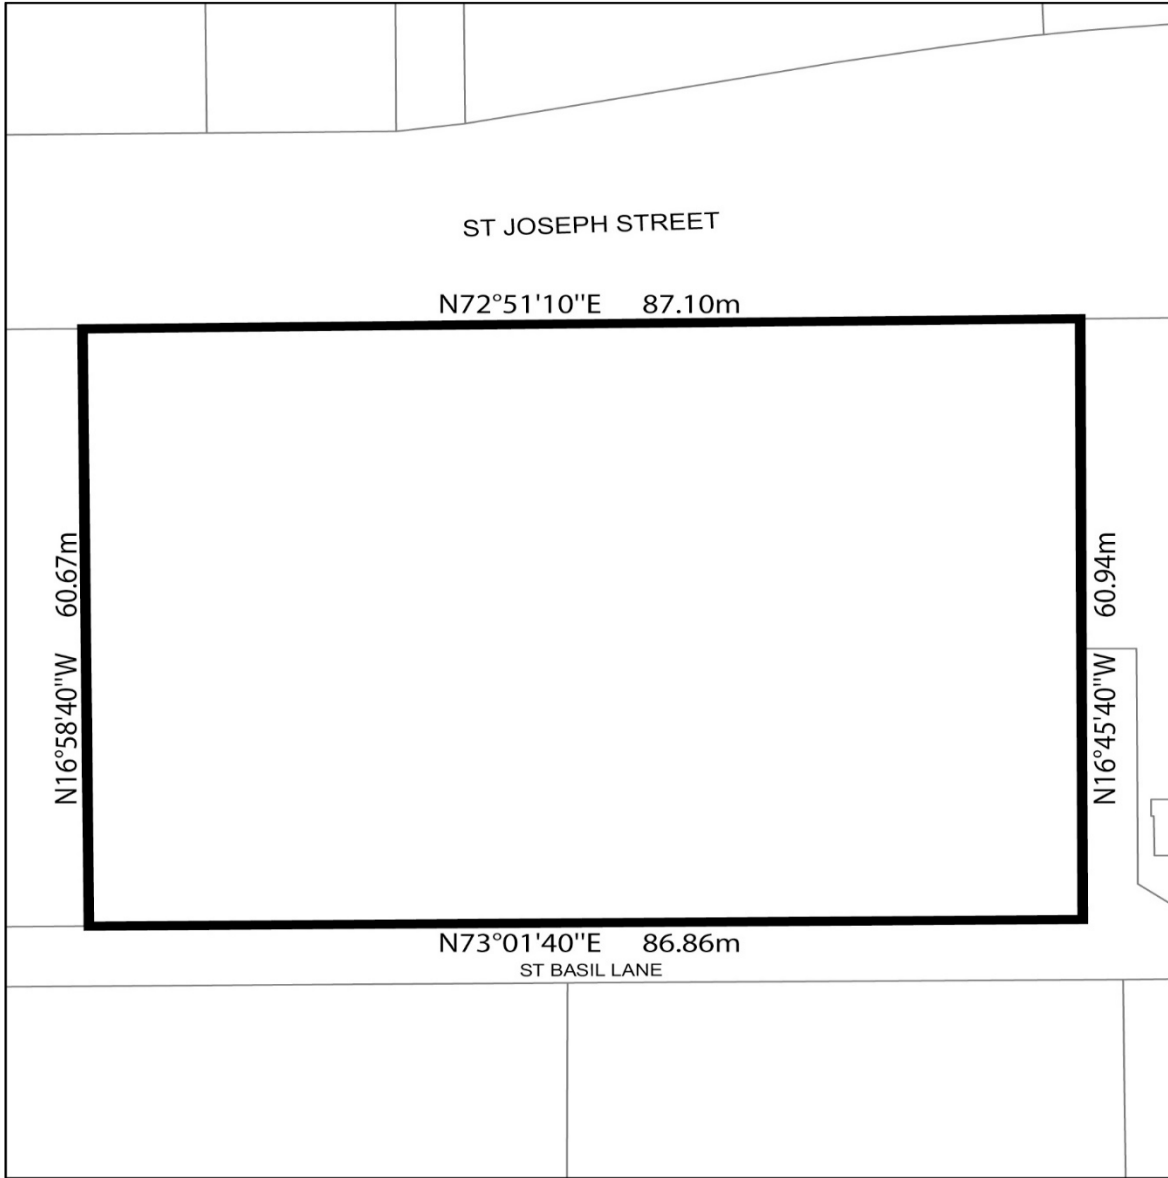 ST JOSEPH STREET
N72°51'10"E 87.10m
N16°58'40"W 60.67m
N16°45'40"W 60.94m
N73°01'40"E 86.86m
ST BASIL LANE